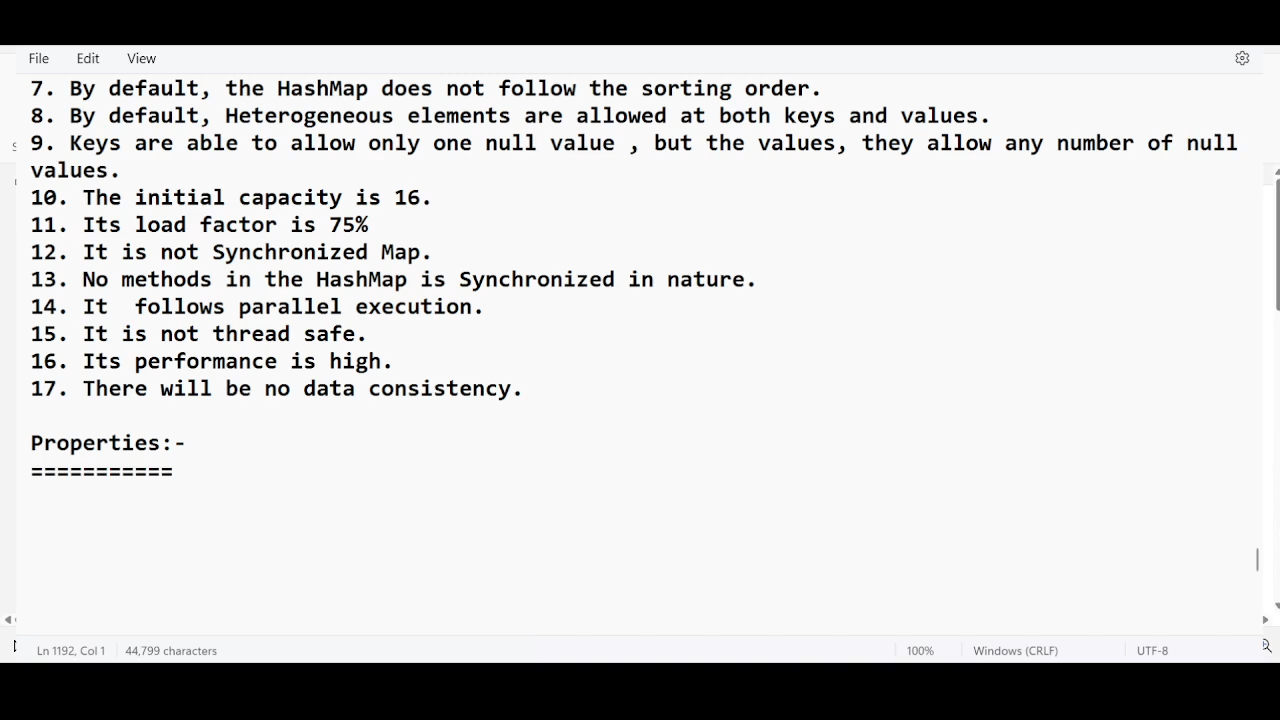 File Edit View
7. By default, the HashMap does not follow the sorting order.
8. By default, Heterogeneous elements are allowed at both keys and values.
9. Keys are able to allow only one null value , but the values, they allow any number of null
values.
10. The initial capacity is 16.
11. Its load factor is 75%
12. It is not Synchronized Map.
13. No methods in the HashMap is Synchronized in nature.
14. It  follows parallel execution.
15. It is not thread safe.
16. Its performance is high.
17. There will be no data consistency.
Properties:-
===========
Ln 1192, Col 1 44,799 characters 100% Windows (CRLF) UTF-8